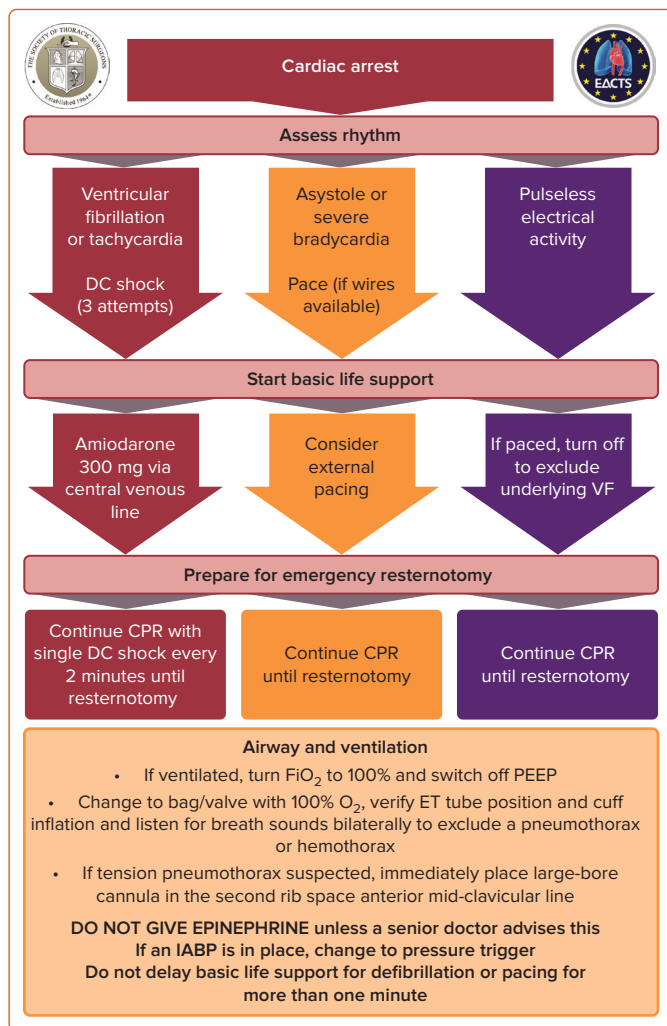 THE SOCIETY OF THORACIC SURGEONS
Established 1964
EACTS
Cardiac arrest
Assess rhythm
Ventricular
fibrillation
or tachycardia
DC shock
(3 attempts)
Asystole or
severe
bradycardia
Pace (if wires
available)
Pulseless
electrical
activity
Start basic life support
Amiodarone
300 mg via
central venous
line
Consider
external
pacing
If paced, turn off
to exclude
underlying VF
Prepare for emergency resternotomy
Continue CPR with
single DC shock every
2 minutes until
resternotomy
Continue CPR
until resternotomy
Continue CPR
until resternotomy
Airway and ventilation
• If ventilated, turn FiO₂ to 100% and switch off PEEP
• Change to bag/valve with 100% O₂, verify ET tube position and cuff
inflation and listen for breath sounds bilaterally to exclude a pneumothorax
or hemothorax
• If tension pneumothorax suspected, immediately place large-bore
cannula in the second rib space anterior mid-clavicular line
DO NOT GIVE EPINEPHRINE unless a senior doctor advises this
If an IABP is in place, change to pressure trigger
Do not delay basic life support for defibrillation or pacing for
more than one minute